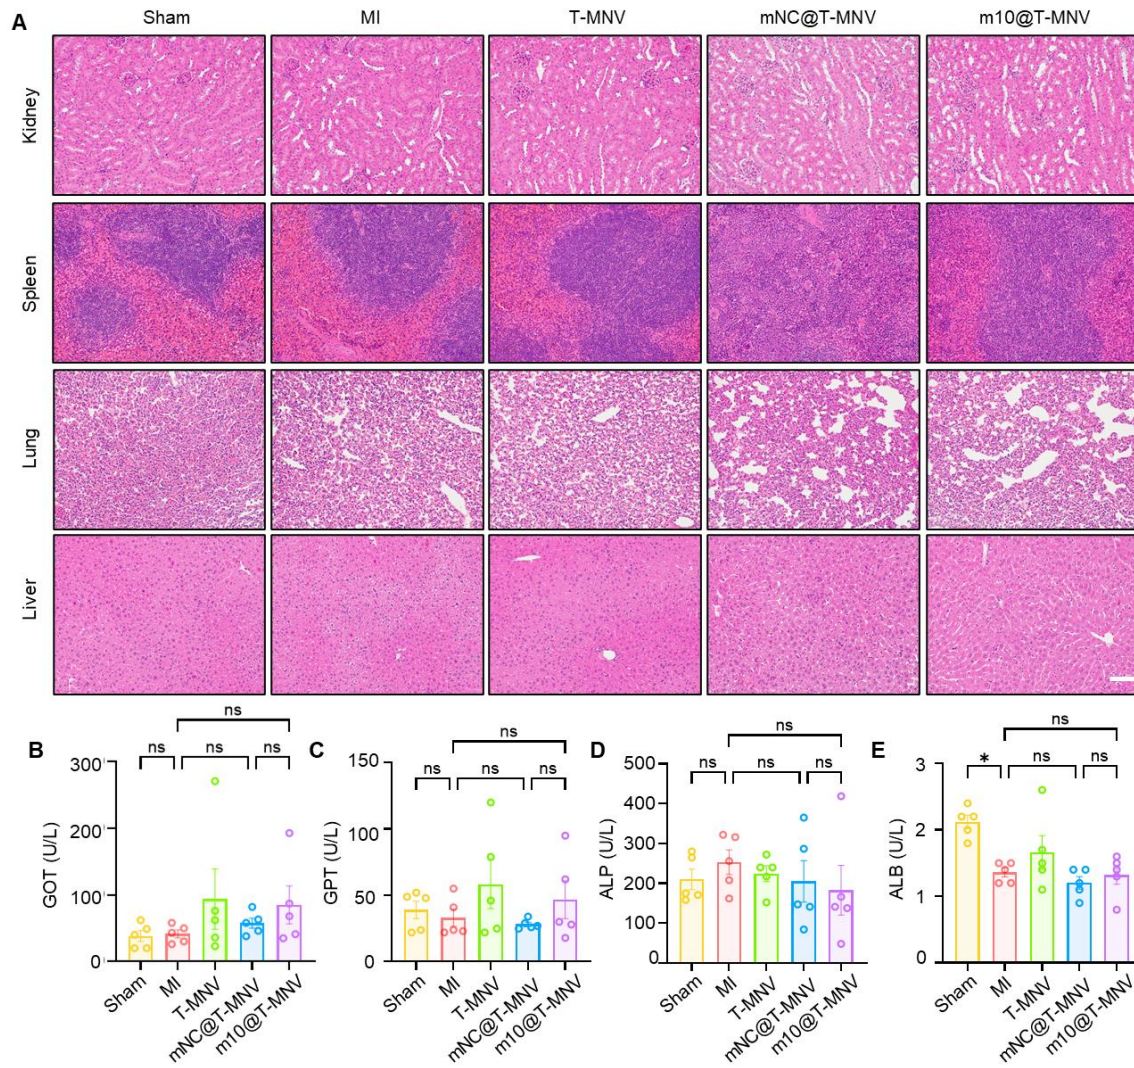 A
Sham MI T-MNV mNC@T-MNV m10@T-MNV
Kidney
Spleen
Lung
Liver
B
ns
ns ns ns
GOT (U/L)
300
200
100
0
Sham MI T-MNV mNC@T-MNV m10@T-MNV
C
ns
ns ns ns
GPT (U/L)
150
100
50
0
Sham MI T-MNV mNC@T-MNV m10@T-MNV
D
ns
ns ns ns
ALP (U/L)
500
400
300
200
100
0
Sham MI T-MNV mNC@T-MNV m10@T-MNV
E
ns
* ns ns
ALB (U/L)
3
2
1
0
Sham MI T-MNV mNC@T-MNV m10@T-MNV